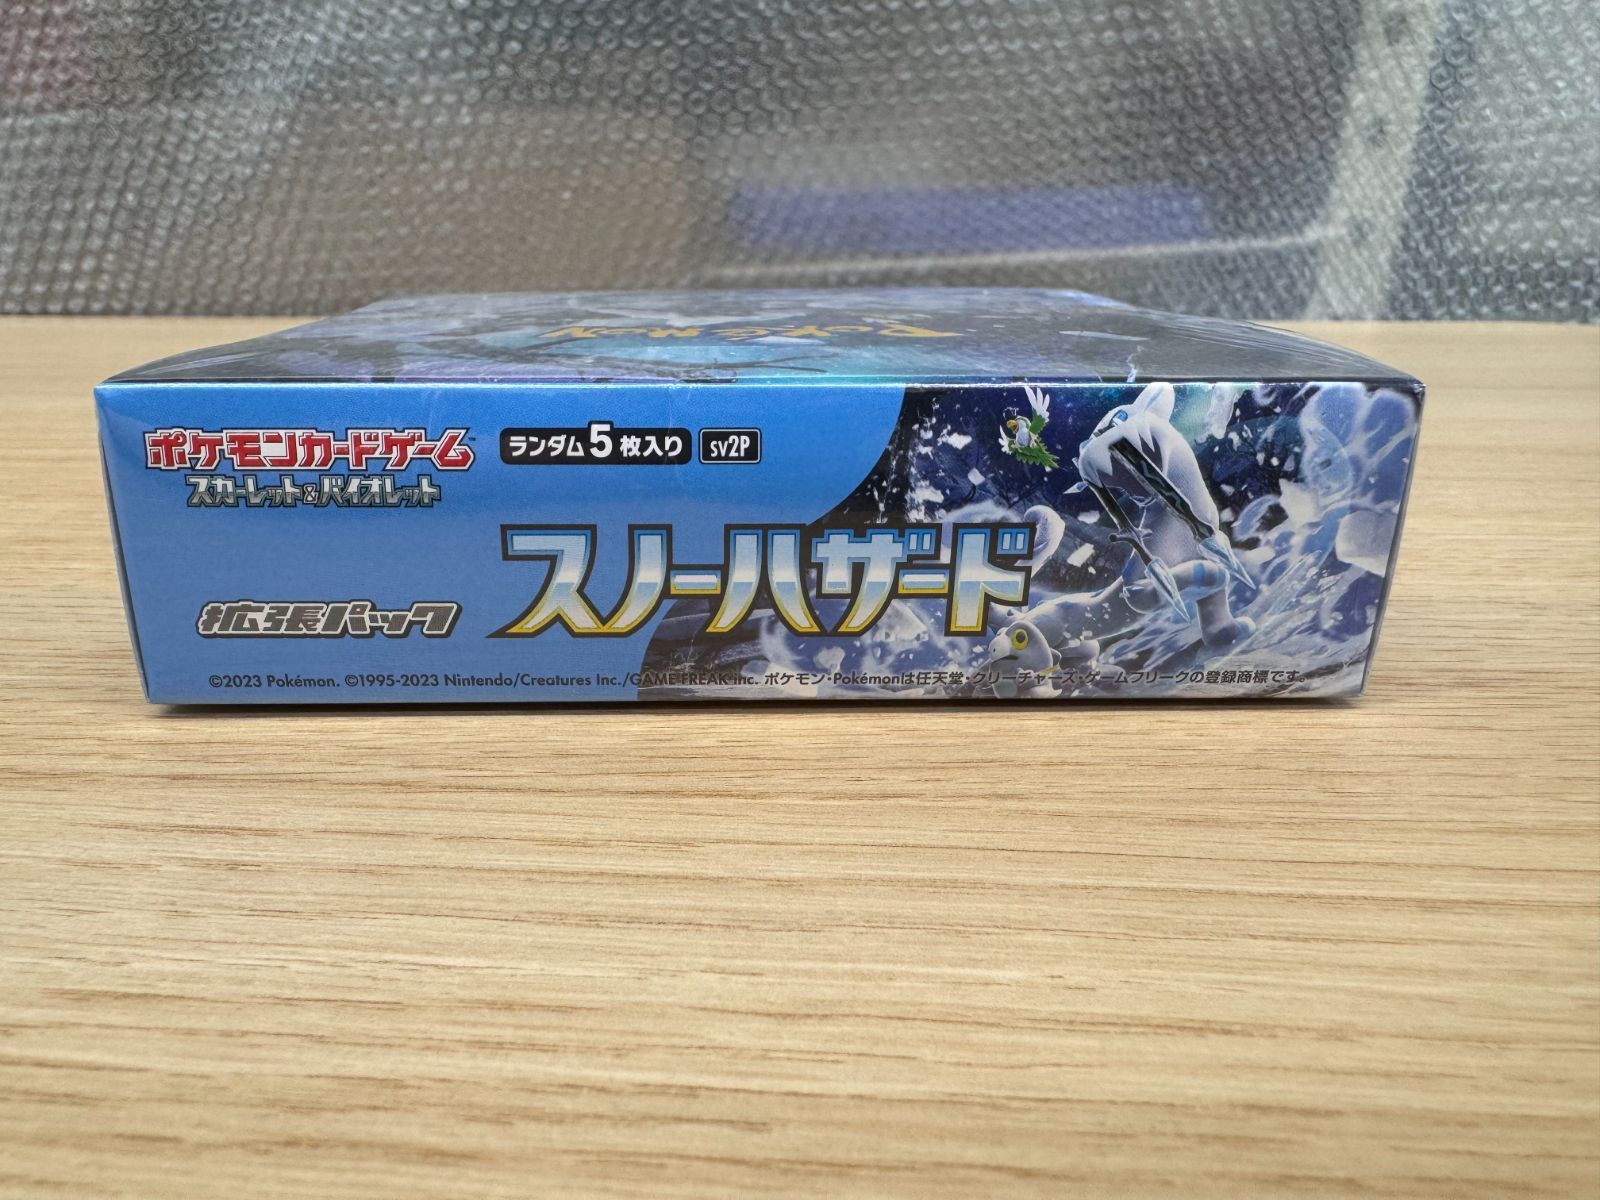 POKÉMON
ポケモンカードゲーム™
スカーレット&バイオレット
ランダム5枚入り
sv2P
スノーハザード
拡張パック
©2023 Pokémon. ©1995-2023 Nintendo/Creatures Inc./GAME FREAK inc. ポケモン・Pokémonは任天堂・クリーチャーズ・ゲームフリークの登録商標です。